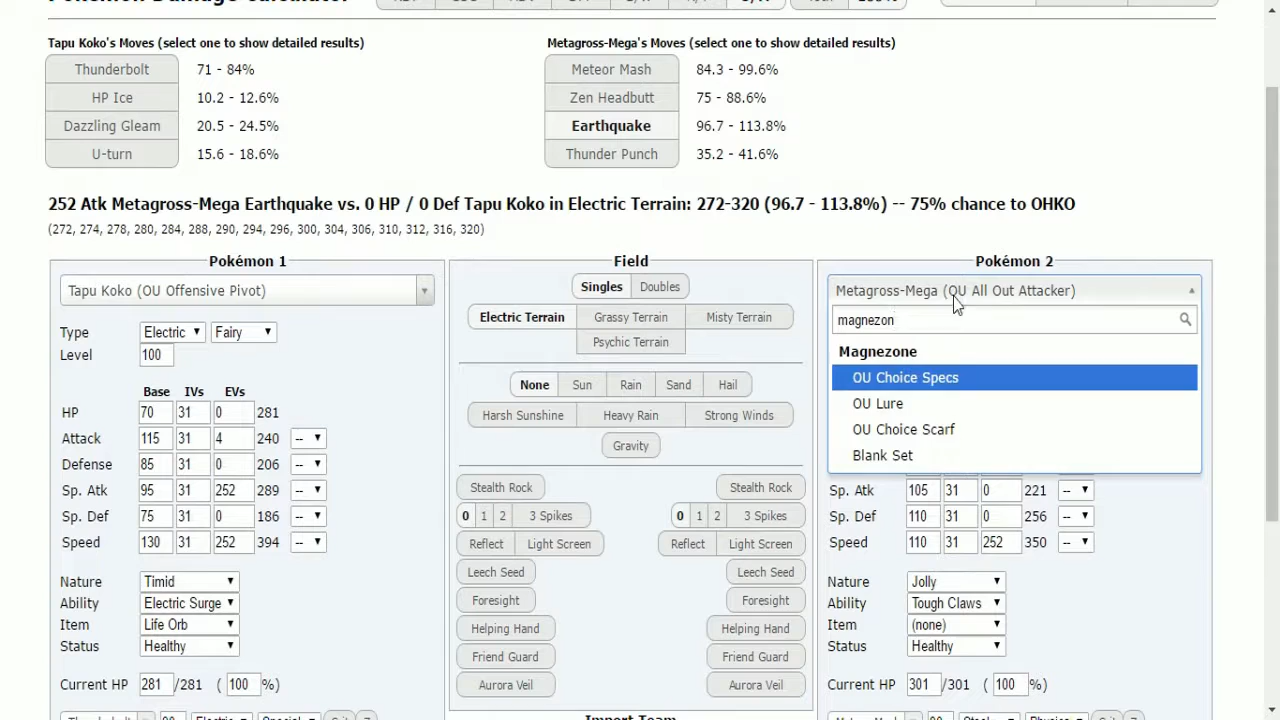 Pokémon Damage Calculator
Tapu Koko's Moves (select one to show detailed results)
Thunderbolt 71 - 84%
HP Ice 10.2 - 12.6%
Dazzling Gleam 20.5 - 24.5%
U-turn 15.6 - 18.6%
Metagross-Mega's Moves (select one to show detailed results)
Meteor Mash 84.3 - 99.6%
Zen Headbutt 75 - 88.6%
Earthquake 96.7 - 113.8%
Thunder Punch 35.2 - 41.6%
252 Atk Metagross-Mega Earthquake vs. 0 HP / 0 Def Tapu Koko in Electric Terrain: 272-320 (96.7 - 113.8%) -- 75% chance to OHKO
(272, 274, 278, 280, 284, 288, 290, 294, 296, 300, 304, 306, 310, 312, 316, 320)
Pokémon 1
Tapu Koko (OU Offensive Pivot)
Type Electric Fairy
Level 100
Base IVs EVs
HP 70 31 0 281
Attack 115 31 4 240 --
Defense 85 31 0 206 --
Sp. Atk 95 31 252 289 --
Sp. Def 75 31 0 186 --
Speed 130 31 252 394 --
Nature Timid
Ability Electric Surge
Item Life Orb
Status Healthy
Current HP 281 /281 ( 100 %)
Field
Singles Doubles
Electric Terrain Grassy Terrain Misty Terrain
Psychic Terrain
None Sun Rain Sand Hail
Harsh Sunshine Heavy Rain Strong Winds
Gravity
Stealth Rock Stealth Rock
0 1 2 3 Spikes 0 1 2 3 Spikes
Reflect Light Screen Reflect Light Screen
Leech Seed Leech Seed
Foresight Foresight
Helping Hand Helping Hand
Friend Guard Friend Guard
Aurora Veil Aurora Veil
Import Team
Pokémon 2
Metagross-Mega (OU All Out Attacker)
magnezon
Magnezone
OU Choice Specs
OU Lure
OU Choice Scarf
Blank Set
Sp. Atk 105 31 0 221 --
Sp. Def 110 31 0 256 --
Speed 110 31 252 350 --
Nature Jolly
Ability Tough Claws
Item (none)
Status Healthy
Current HP 301 /301 ( 100 %)